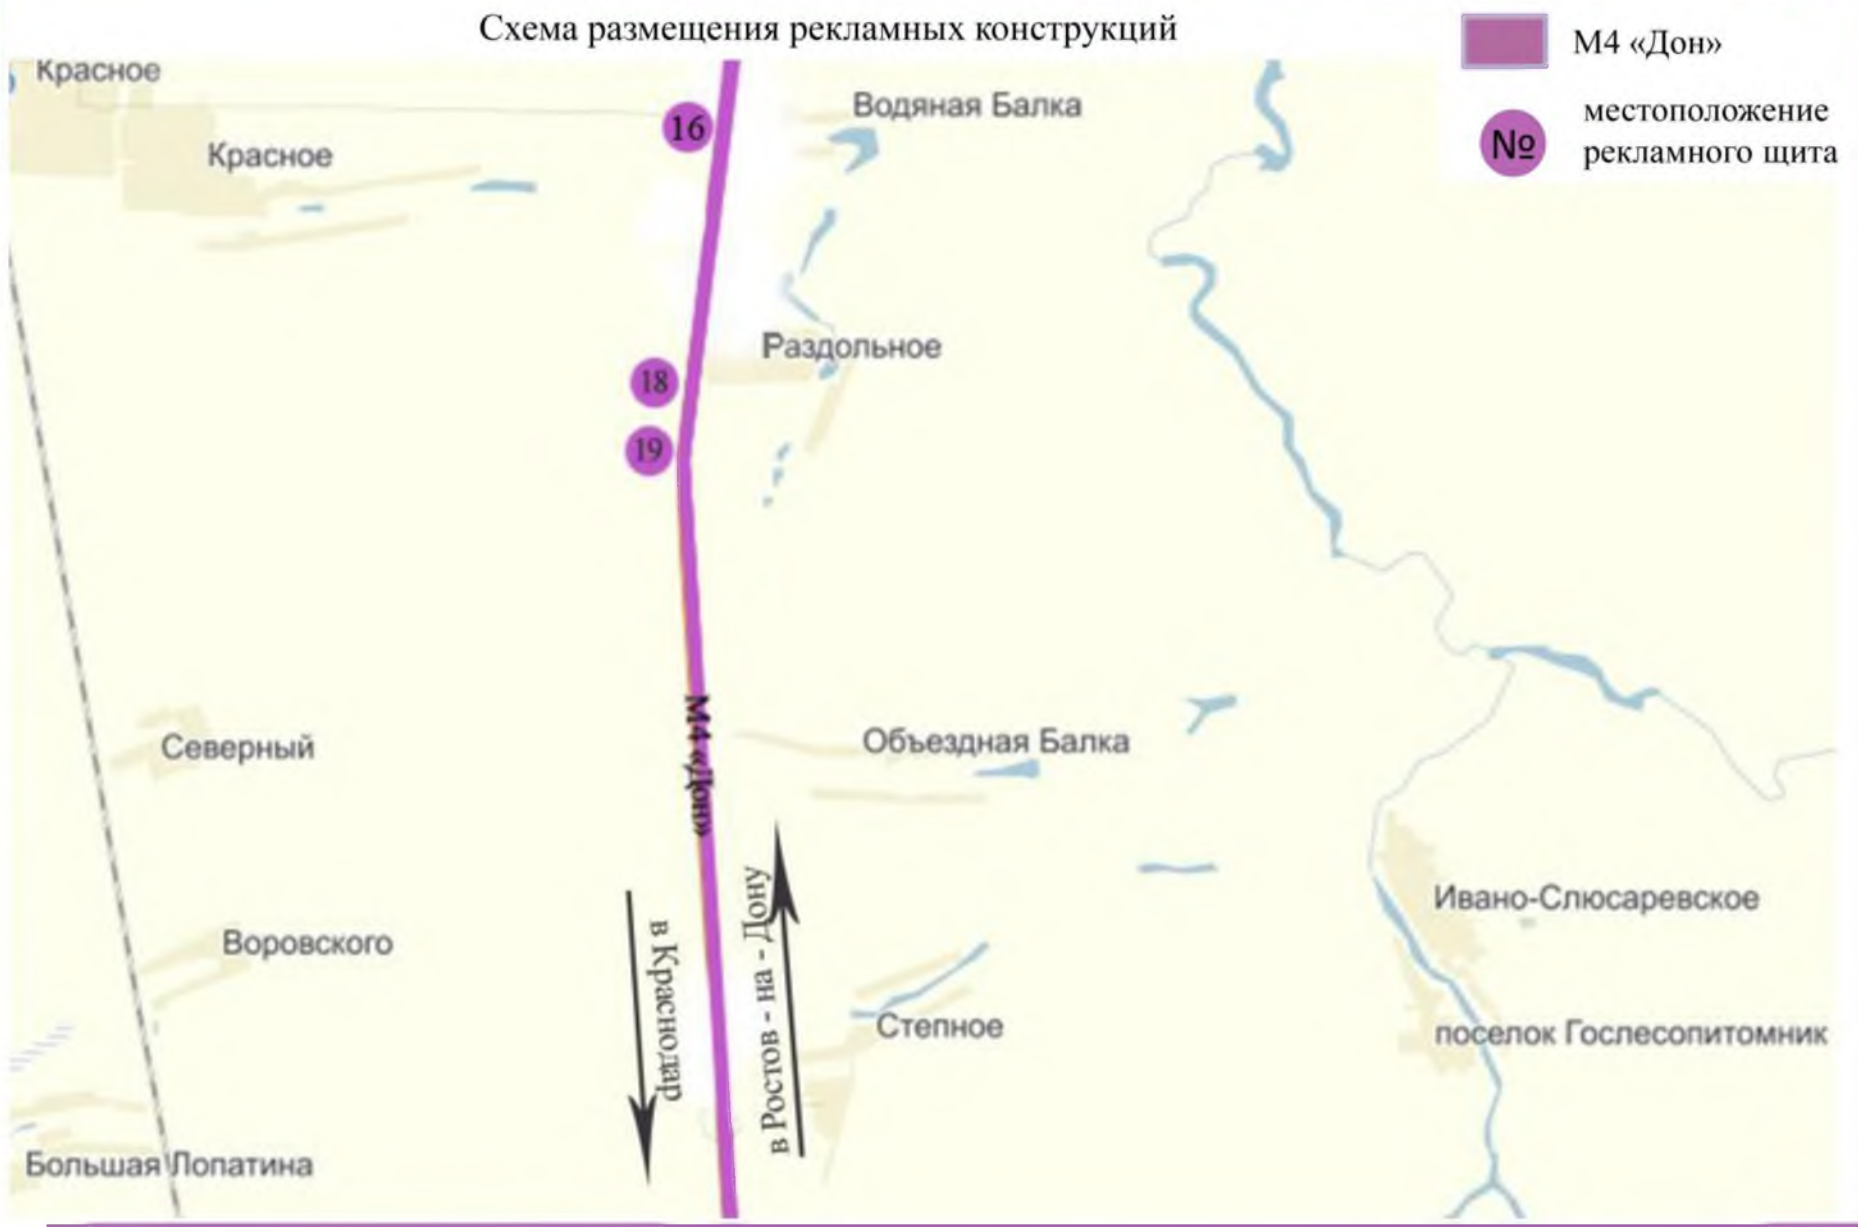 Схема размещения рекламных конструкций
М4 «Дон»
№
местоположение
рекламного щита
Красное
16
Водяная Балка
Красное
Раздольное
18
19
М4 «Дон»
Северный
Объездная Балка
Ивано-Слюсаревское
Воровского
в Краснодар
в Ростов - на - Дону
Степное
поселок Гослесопитомник
Большая Лопатина